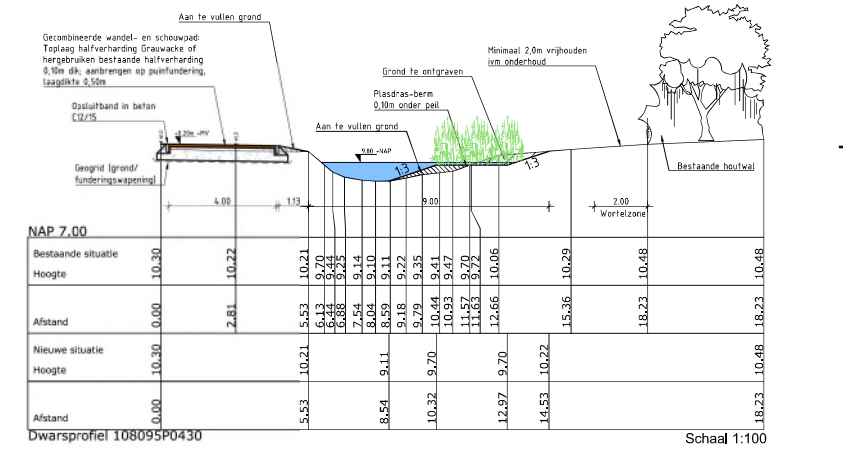 Aan te vullen grond
Gecombineerde wandel- en schouwpad:
Toplaag halfverharding Grauwacke of
hergebruiken bestaande halfverharding
0,10m dik; aanbrengen op puinfundering,
laagdikte 0,50m
Minimaal 2,0m vrijhouden
ivm onderhoud
Grond te ontgraven
Plasdras-berm
0,10m onder peil
Opsluitband in beton
C12/15
Aan te vullen grond
9.80 +NAP
1:3
1:3
Geogrid (grond/
funderingswapening)
Bestaande houtwal
4.00
1.13
9.00
2.00
Wortelzone
NAP 7.00
Bestaande situatie
Hoogte
10.30 10.22 10.21 9.70 9.44 9.25 9.14 9.10 9.11 9.22 9.35 9.41 9.47 9.70 9.72 10.06 10.29 10.48 10.48
Afstand
0.00 2.81 5.53 6.13 6.44 6.88 7.54 8.04 8.59 9.18 9.79 10.44 10.93 11.57 11.63 12.66 15.36 18.23 18.23
Nieuwe situatie
Hoogte
10.30 10.21 9.11 9.70 9.70 10.22 10.48
Afstand
0.00 5.53 8.54 10.32 12.97 14.53 18.23
Dwarsprofiel 108095P0430
Schaal 1:100